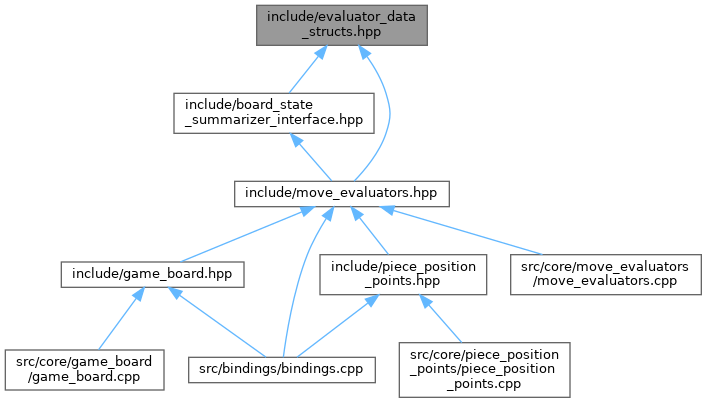 include/evaluator_data
_structs.hpp
include/board_state
_summarizer_interface.hpp
include/move_evaluators.hpp
include/game_board.hpp
include/piece_position
_points.hpp
src/core/move_evaluators
/move_evaluators.cpp
src/core/game_board
/game_board.cpp
src/bindings/bindings.cpp
src/core/piece_position
_points/piece_position
_points.cpp